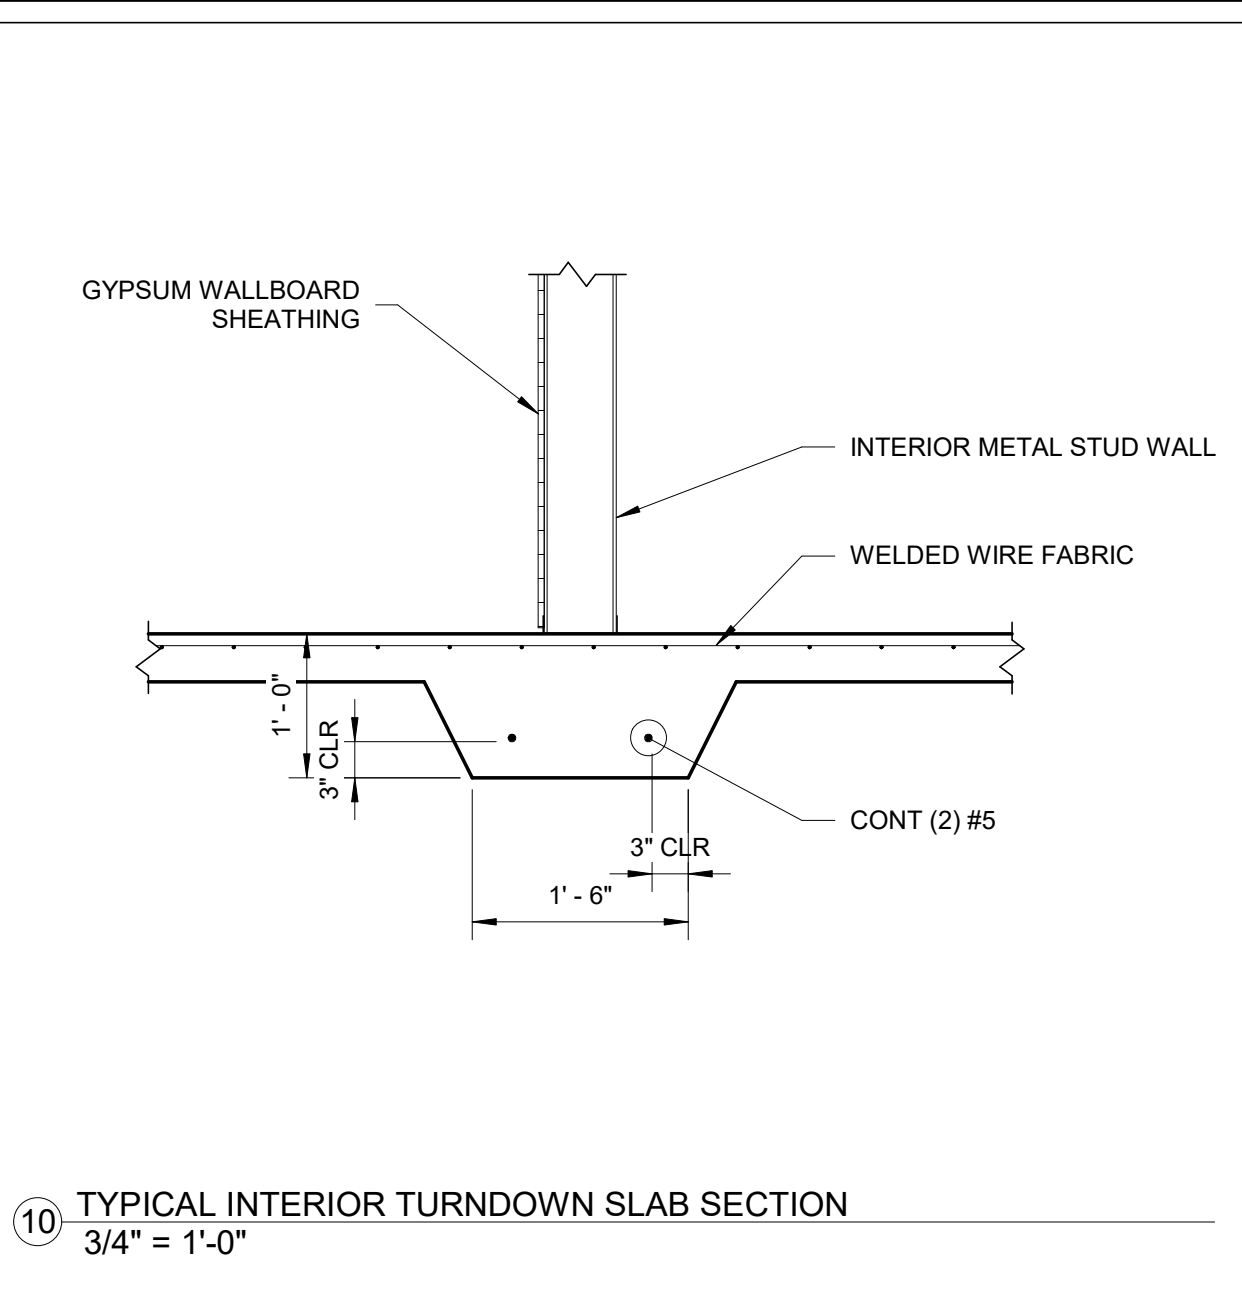 GYPSUM WALLBOARD
SHEATHING
INTERIOR METAL STUD WALL
WELDED WIRE FABRIC
1' - 0"
3" CLR
CONT (2) #5
3" CLR
1' - 6"
10
TYPICAL INTERIOR TURNDOWN SLAB SECTION
3/4" = 1'-0"